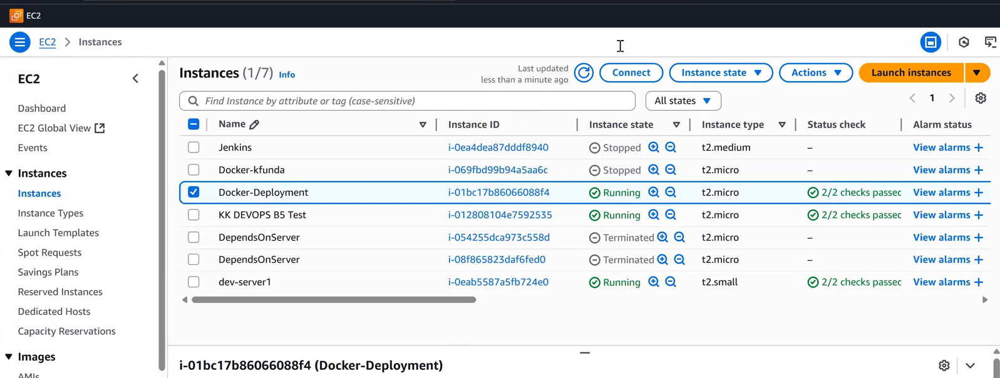 EC2
EC2 > Instances
EC2
Dashboard
EC2 Global View
Events
Instances
Instances
Instance Types
Launch Templates
Spot Requests
Savings Plans
Reserved Instances
Dedicated Hosts
Capacity Reservations
Images
AMIs
Instances (1/7) Info
Last updated
less than a minute ago
Connect
Instance state
Actions
Launch instances
Find Instance by attribute or tag (case-sensitive)
All states
1
Name Instance ID Instance state Instance type Status check Alarm status
Jenkins i-0ea4dea87dddf8940 Stopped t2.medium – View alarms +
Docker-kfunda i-069fbd99b94a5aa6c Stopped t2.micro – View alarms +
Docker-Deployment i-01bc17b86066088f4 Running t2.micro 2/2 checks passec View alarms +
KK DEVOPS B5 Test i-012808104e7592535 Running t2.micro 2/2 checks passec View alarms +
DependsOnServer i-054255dca973c558d Terminated t2.micro – View alarms +
DependsOnServer i-08f865823daf6fed0 Terminated t2.micro – View alarms +
dev-server1 i-0eab5587a5fb724e0 Running t2.small 2/2 checks passec View alarms +
i-01bc17b86066088f4 (Docker-Deployment)